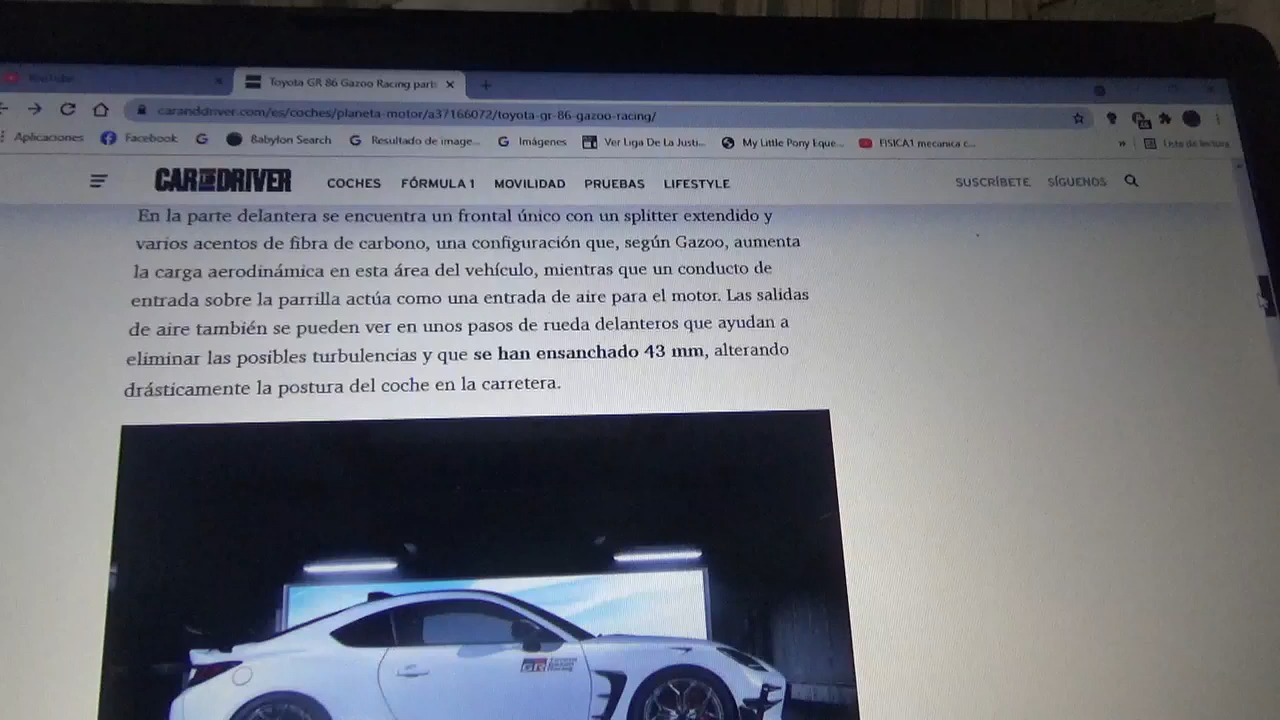 YouTube
Toyota GR 86 Gazoo Racing parts
caranddriver.com/es/coches/planeta-motor/a37166072/toyota-gr-86-gazoo-racing/
Aplicaciones Facebook Babylon Search Resultado de image... Imágenes Ver Liga De La Justi... My Little Pony Eque... FISICA1 mecanica c... » Lista de lectura
CAR AND DRIVER COCHES FÓRMULA 1 MOVILIDAD PRUEBAS LIFESTYLE SUSCRÍBETE SÍGUENOS
En la parte delantera se encuentra un frontal único con un splitter extendido y
varios acentos de fibra de carbono, una configuración que, según Gazoo, aumenta
la carga aerodinámica en esta área del vehículo, mientras que un conducto de
entrada sobre la parrilla actúa como una entrada de aire para el motor. Las salidas
de aire también se pueden ver en unos pasos de rueda delanteros que ayudan a
eliminar las posibles turbulencias y que se han ensanchado 43 mm, alterando
drásticamente la postura del coche en la carretera.
GR